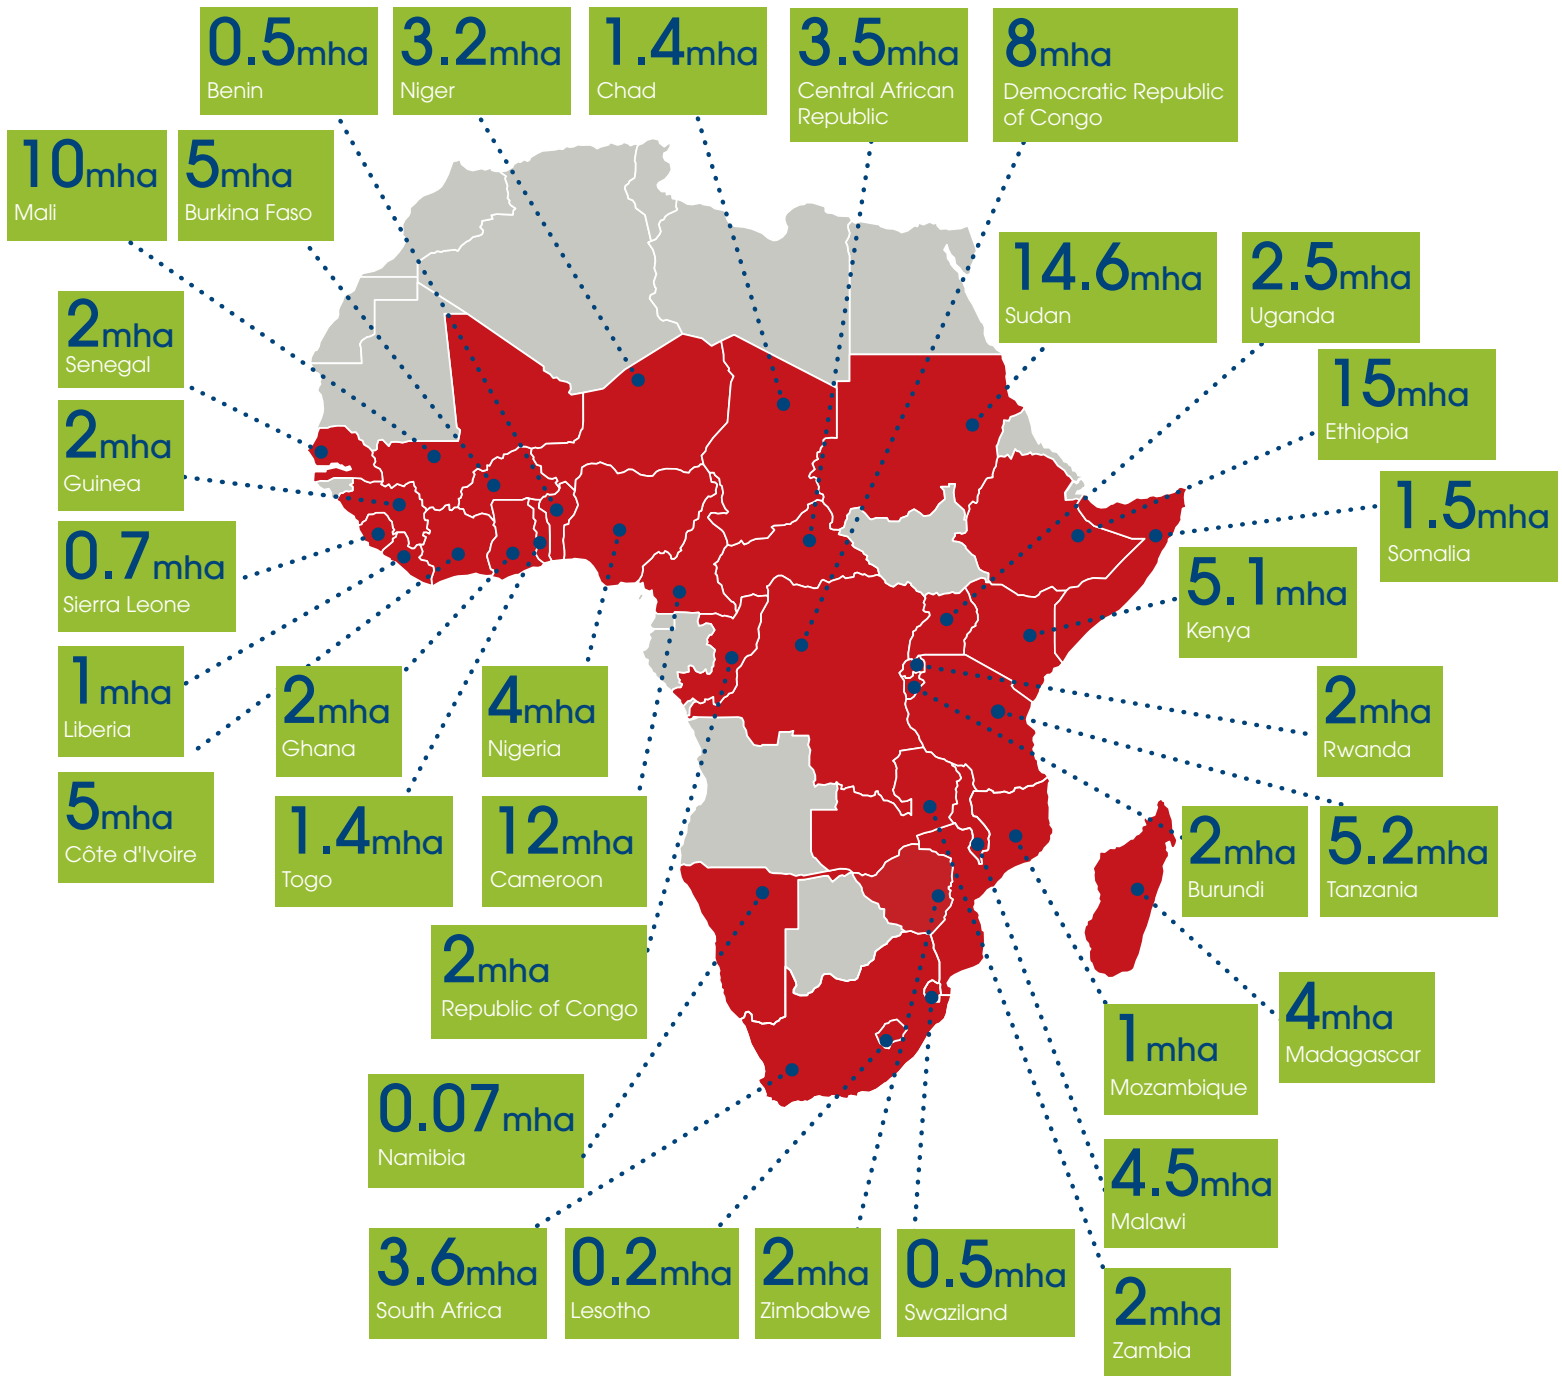 0.5mha
Benin
3.2mha
Niger
1.4mha
Chad
3.5mha
Central African
Republic
8mha
Democratic Republic
of Congo
10mha
Mali
5mha
Burkina Faso
14.6mha
Sudan
2.5mha
Uganda
2mha
Senegal
15mha
Ethiopia
2mha
Guinea
1.5mha
Somalia
0.7mha
Sierra Leone
5.1mha
Kenya
1mha
Liberia
2mha
Ghana
4mha
Nigeria
2mha
Rwanda
5mha
Côte d'Ivoire
1.4mha
Togo
12mha
Cameroon
2mha
Burundi
5.2mha
Tanzania
2mha
Republic of Congo
4mha
Madagascar
1mha
Mozambique
0.07mha
Namibia
4.5mha
Malawi
3.6mha
South Africa
0.2mha
Lesotho
2mha
Zimbabwe
0.5mha
Swaziland
2mha
Zambia